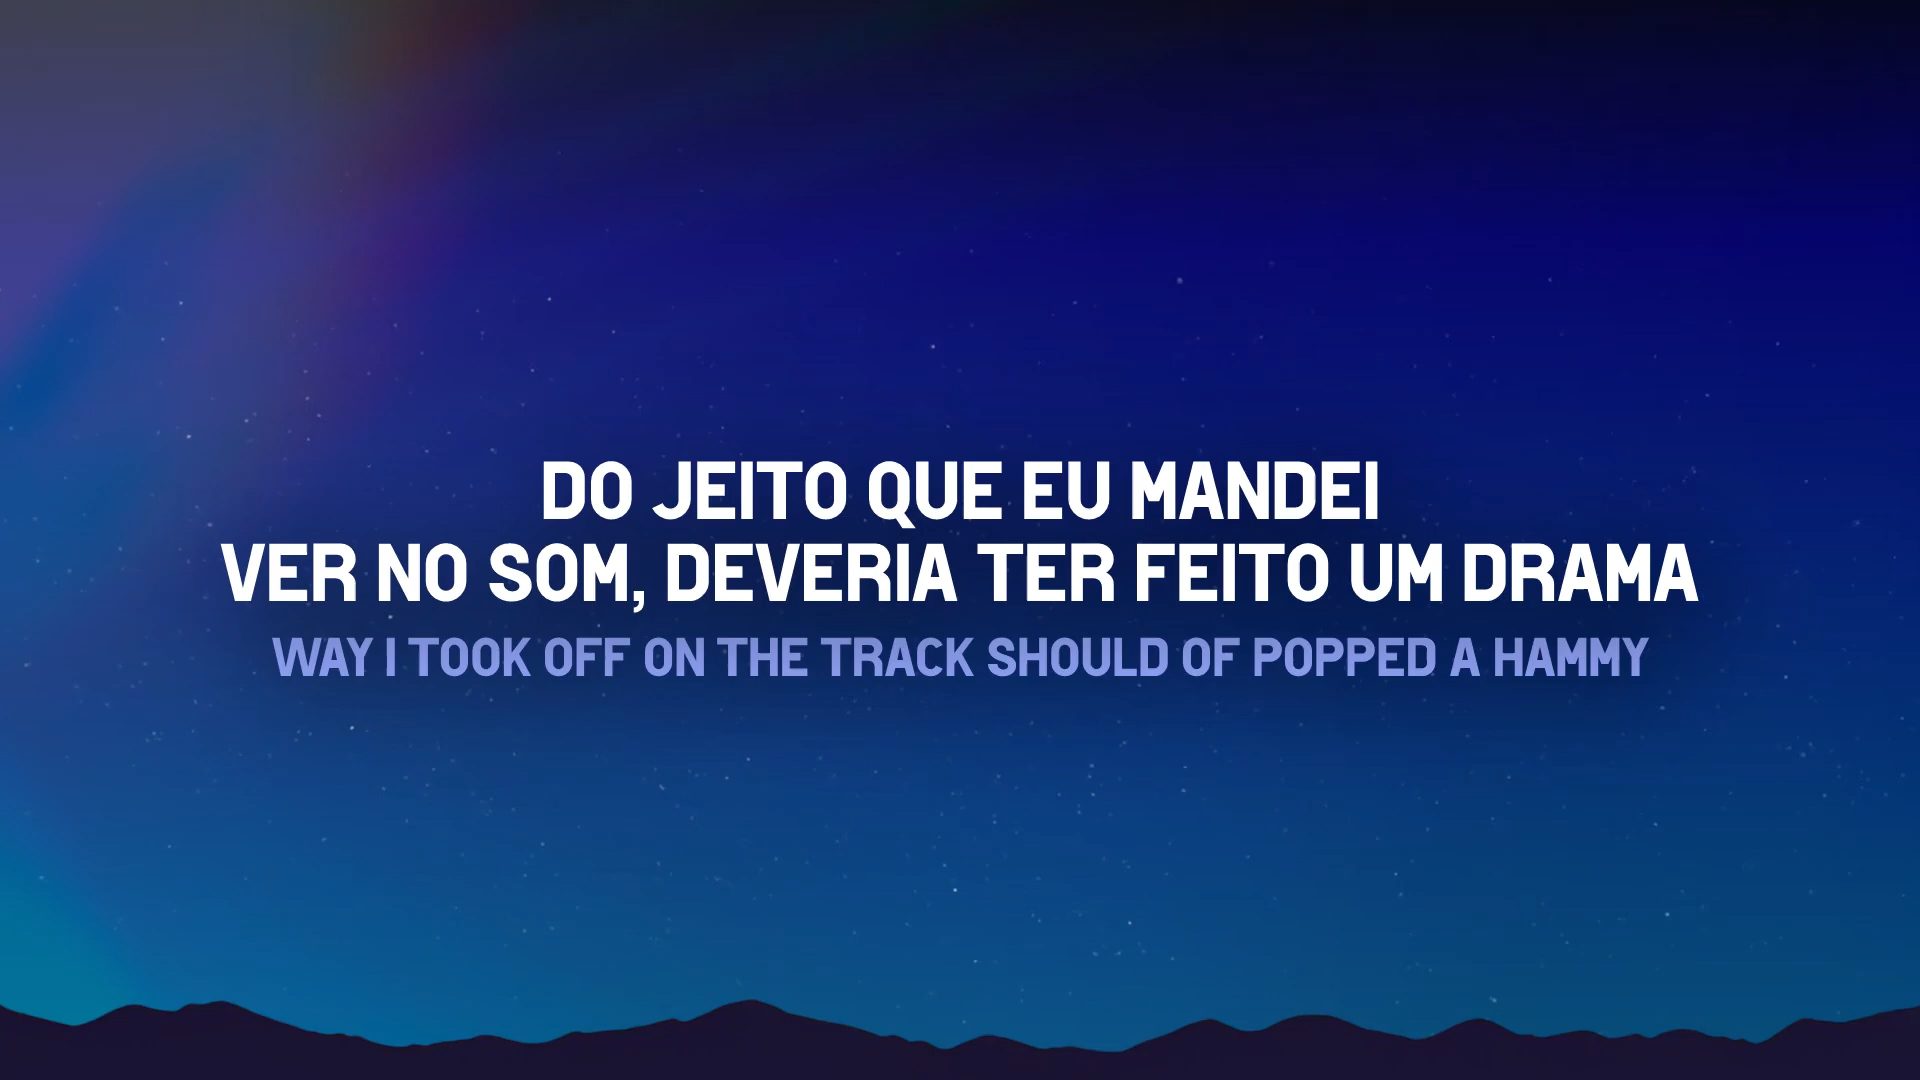 DO JEITO QUE EU MANDEI
VER NO SOM, DEVERIA TER FEITO UM DRAMA
WAY I TOOK OFF ON THE TRACK SHOULD OF POPPED A HAMMY